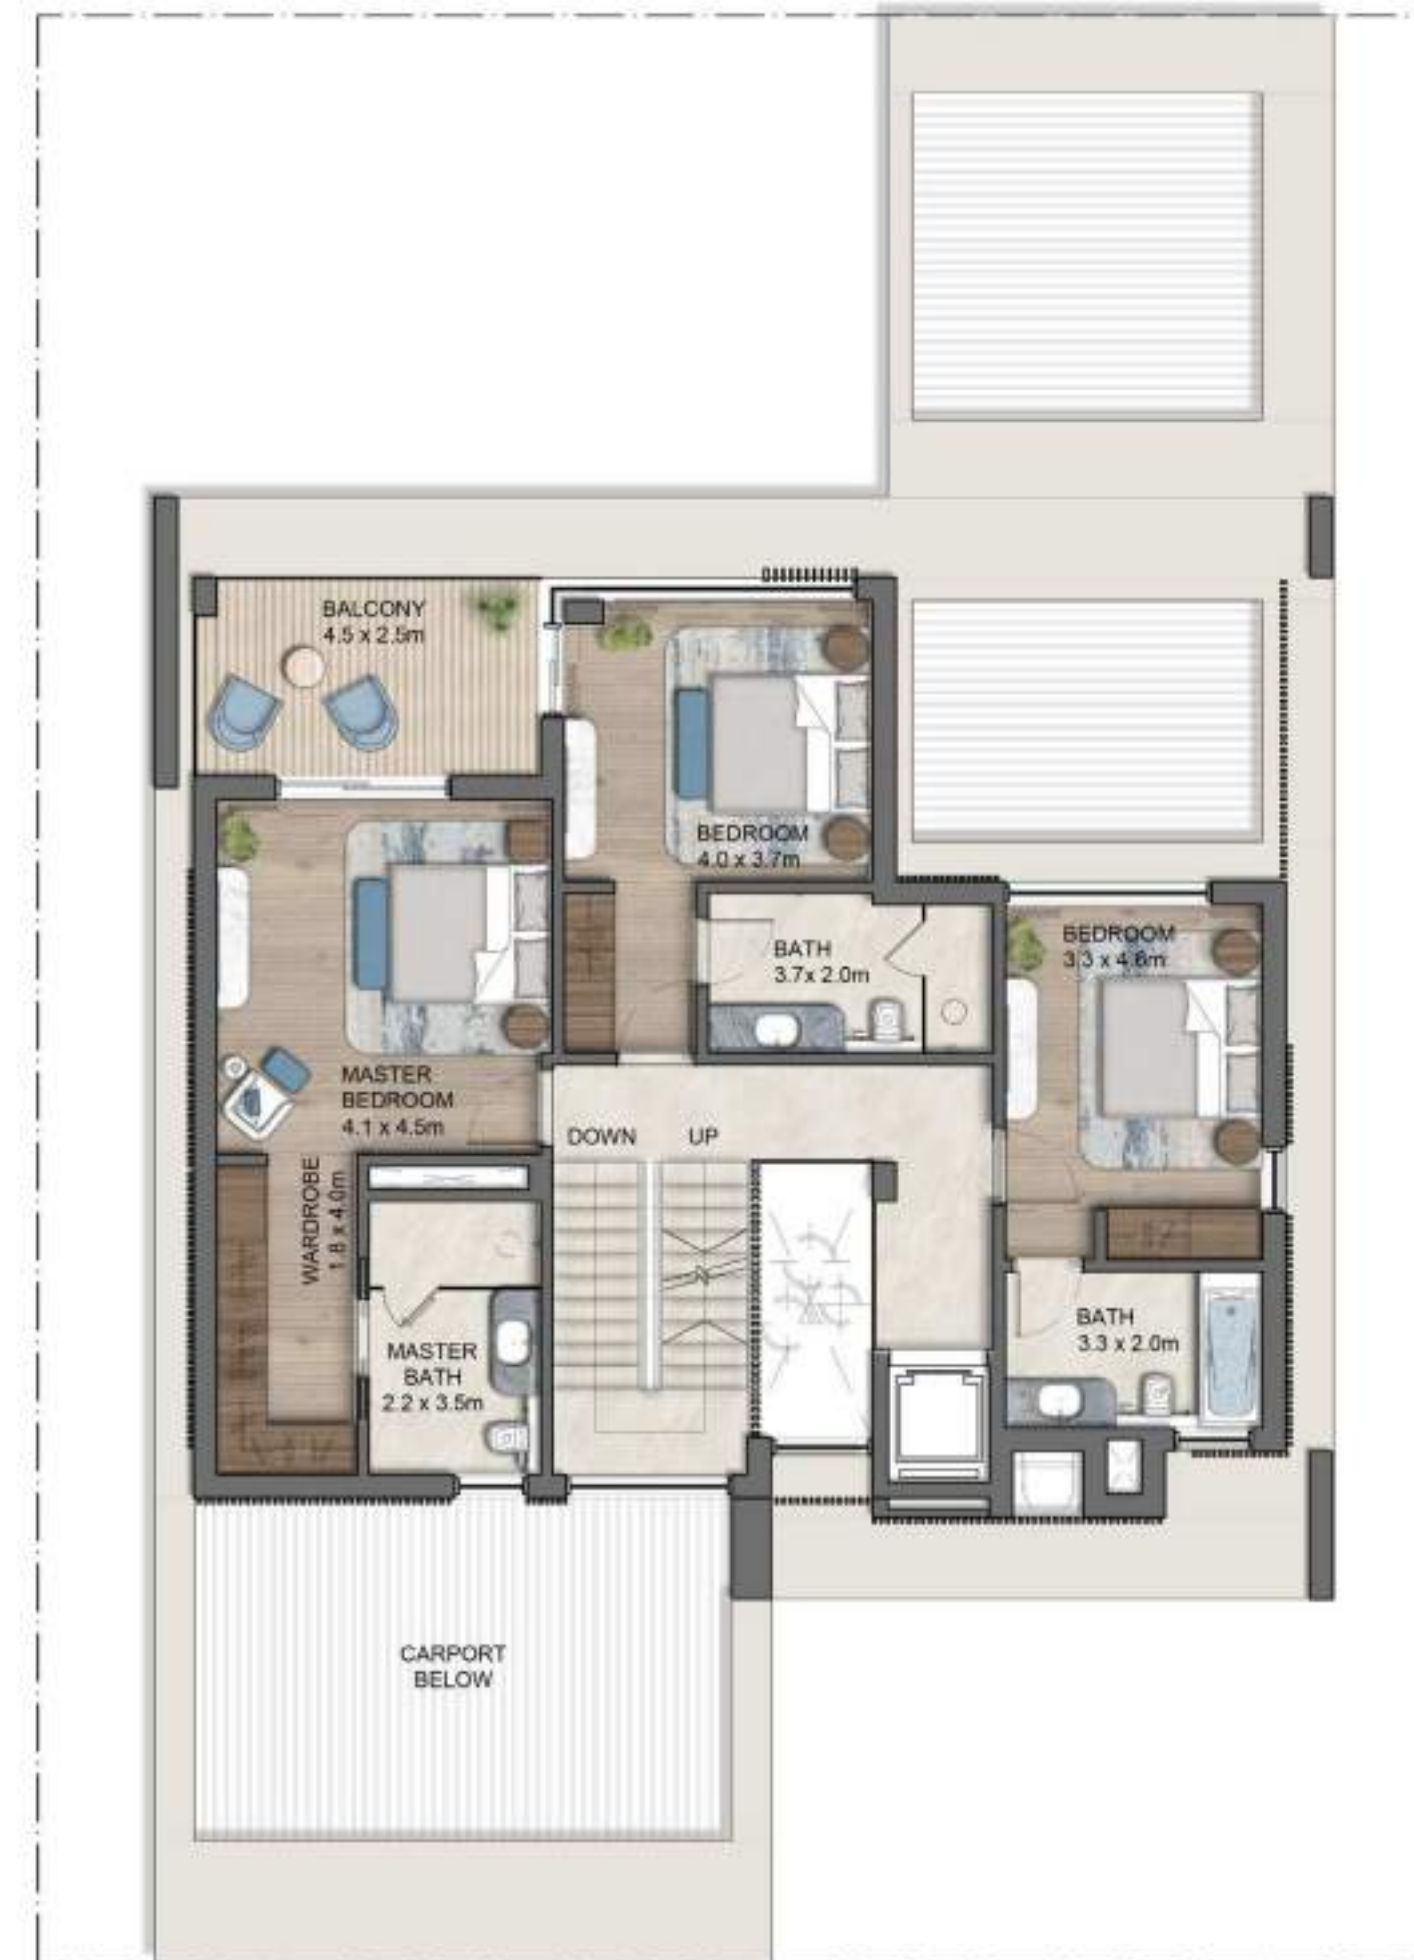 BALCONY
4.5 x 2.5m
BEDROOM
4.0 x 3.7m
BATH
3.7x 2.0m
BEDROOM
3.3 x 4.6m
MASTER
BEDROOM
4.1 x 4.5m
DOWN
UP
WARDROBE
1.8 x 4.0m
MASTER
BATH
2.2 x 3.5m
BATH
3.3 x 2.0m
CARPORT
BELOW